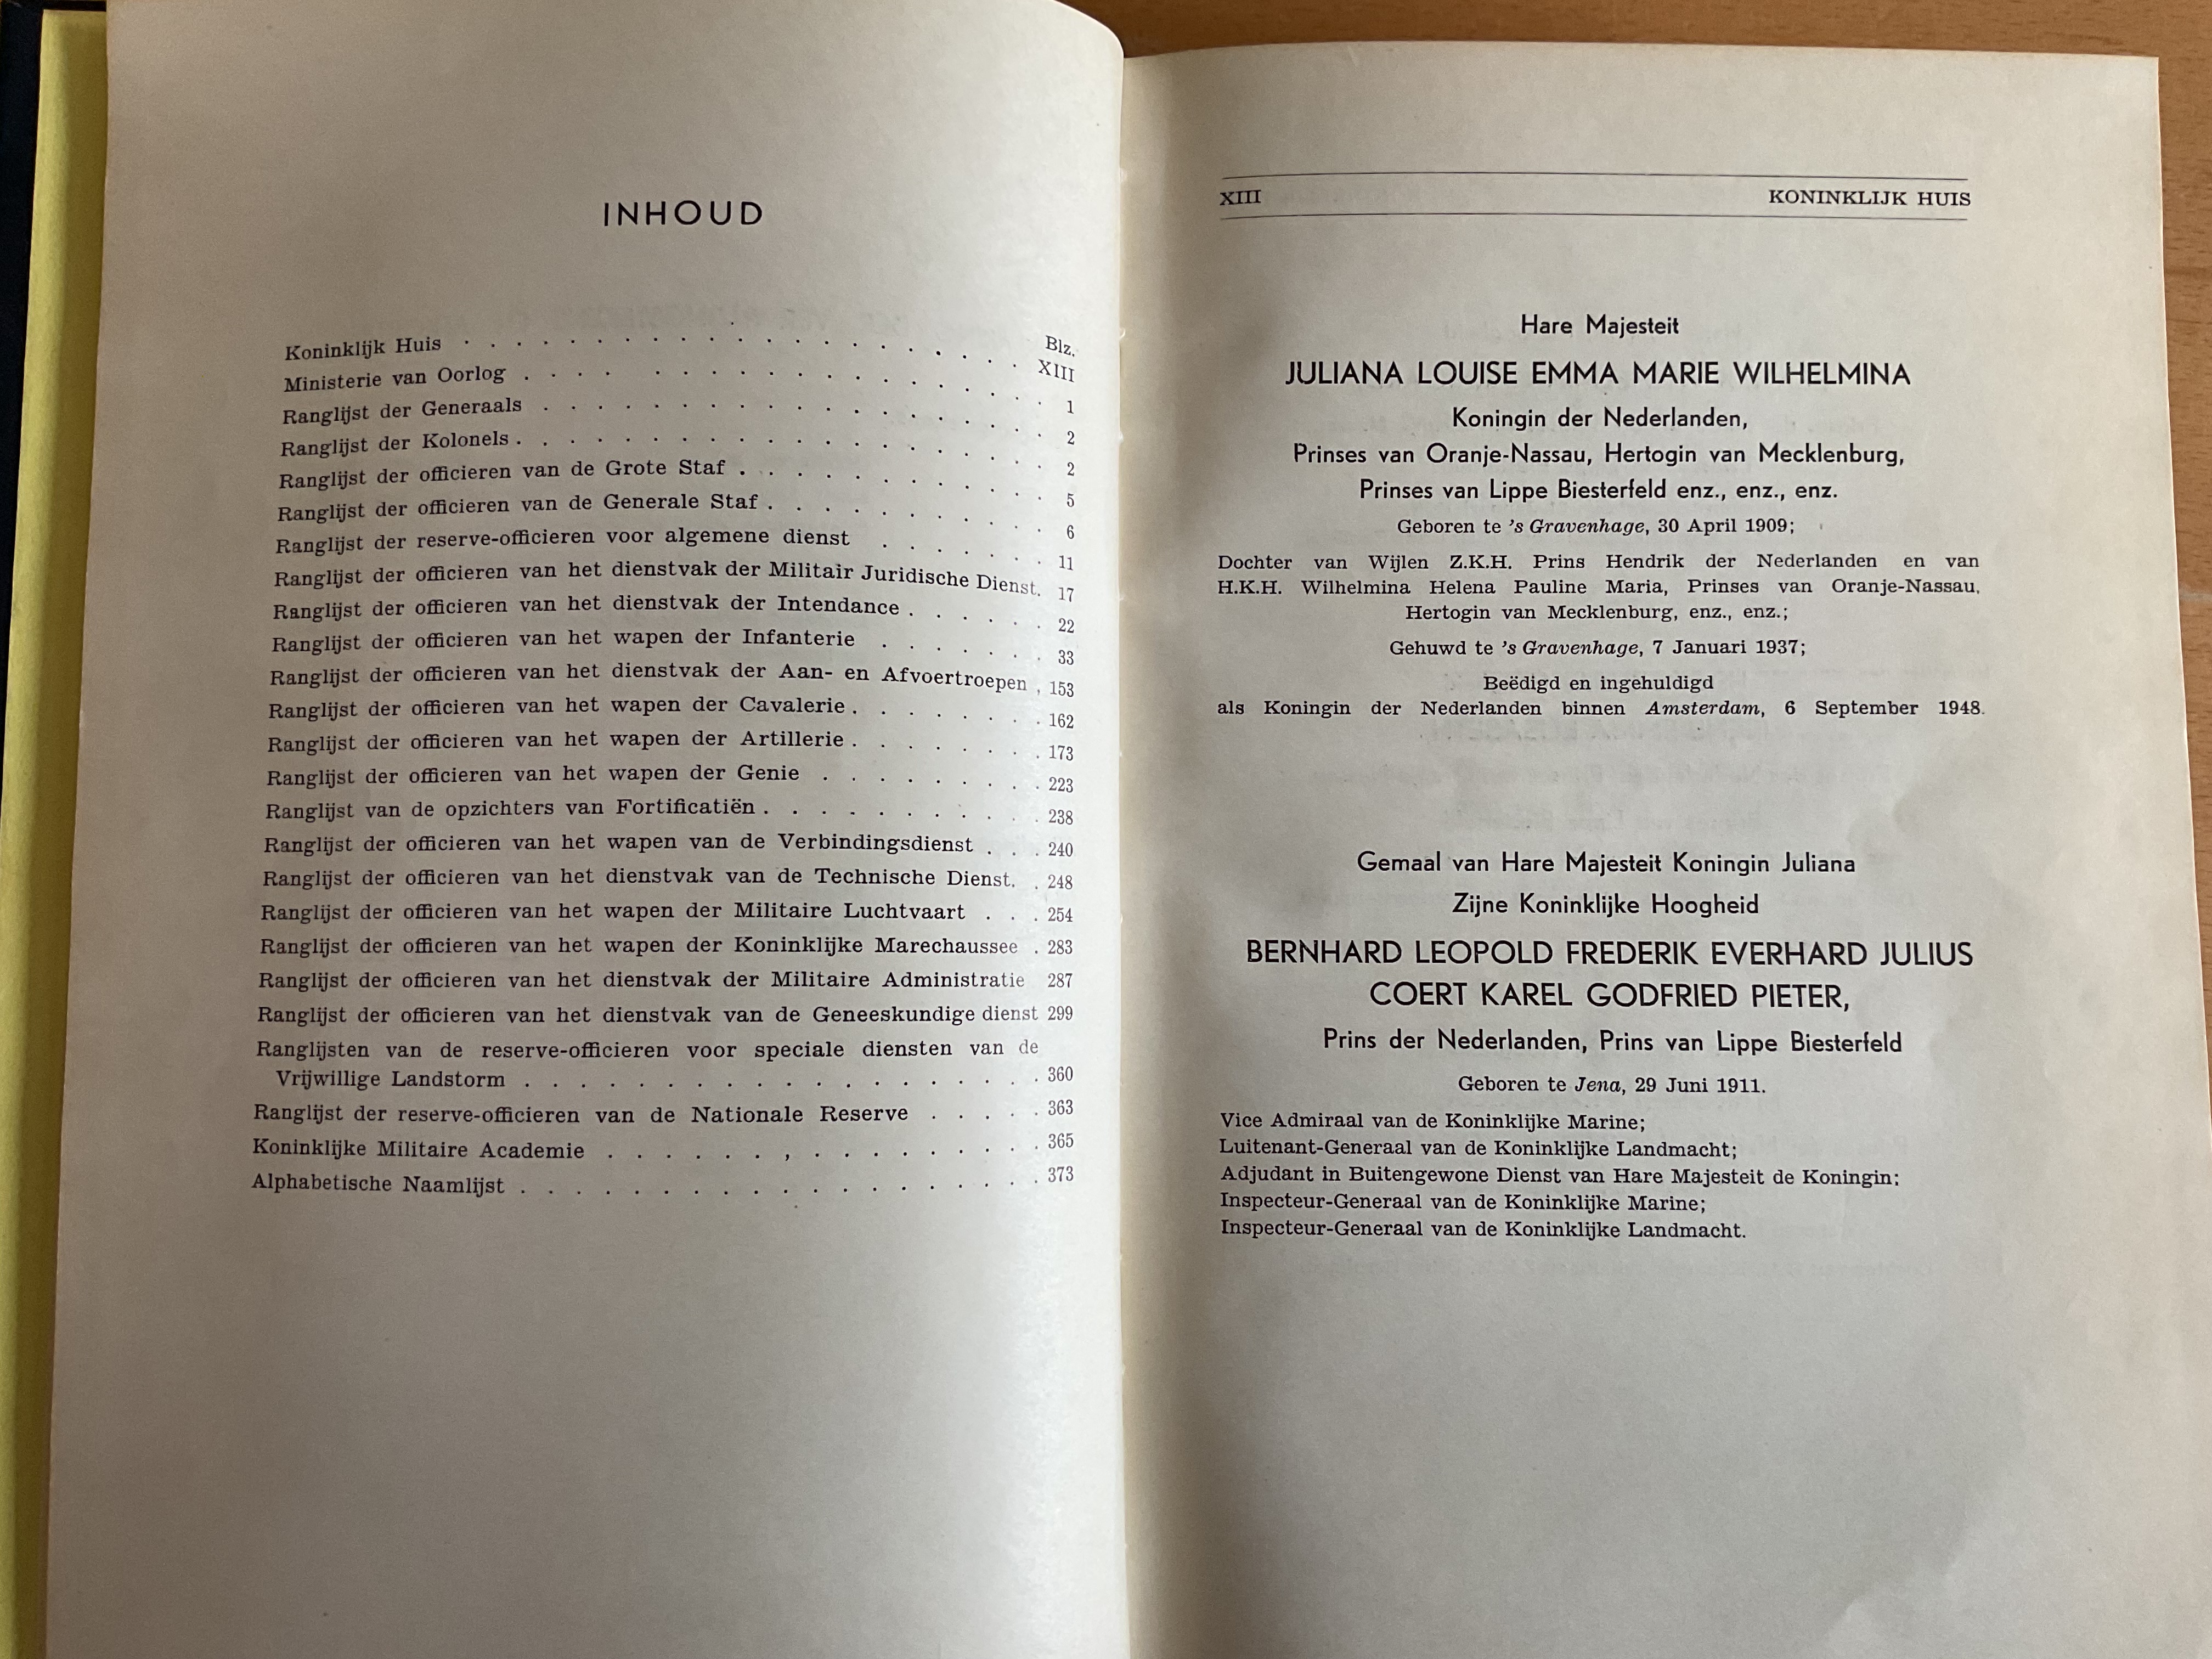 INHOUD
Blz.
Koninklijk Huis . . . . . . . . . . . . . . . . . . . . XIII
Ministerie van Oorlog . . . . . . . . . . . . . . . . . . 1
Ranglijst der Generaals . . . . . . . . . . . . . . . . . . 2
Ranglijst der Kolonels . . . . . . . . . . . . . . . . . . 2
Ranglijst der officieren van de Grote Staf . . . . . . . . . . . 5
Ranglijst der officieren van de Generale Staf . . . . . . . . . . 6
Ranglijst der reserve-officieren voor algemene dienst . . . . . . 11
Ranglijst der officieren van het dienstvak der Militair Juridische Dienst. 17
Ranglijst der officieren van het dienstvak der Intendance . . . . . 22
Ranglijst der officieren van het wapen der Infanterie . . . . . . 33
Ranglijst der officieren van het dienstvak der Aan- en Afvoertroepen , 153
Ranglijst der officieren van het wapen der Cavalerie . . . . . . . 162
Ranglijst der officieren van het wapen der Artillerie . . . . . . . 173
Ranglijst der officieren van het wapen der Genie . . . . . . . . 223
Ranglijst van de opzichters van Fortificatiën . . . . . . . . . . 238
Ranglijst der officieren van het wapen van de Verbindingsdienst . . . 240
Ranglijst der officieren van het dienstvak van de Technische Dienst. . 248
Ranglijst der officieren van het wapen der Militaire Luchtvaart . . . 254
Ranglijst der officieren van het wapen der Koninklijke Marechaussee . 283
Ranglijst der officieren van het dienstvak der Militaire Administratie 287
Ranglijst der officieren van het dienstvak van de Geneeskundige dienst 299
Ranglijsten van de reserve-officieren voor speciale diensten van de
Vrijwillige Landstorm . . . . . . . . . . . . . . . . . . . 360
Ranglijst der reserve-officieren van de Nationale Reserve . . . . . 363
Koninklijke Militaire Academie . . . . . . , . . . . . . . . . 365
Alphabetische Naamlijst . . . . . . . . . . . . . . . . . . . 373
XIII KONINKLIJK HUIS
Hare Majesteit
JULIANA LOUISE EMMA MARIE WILHELMINA
Koningin der Nederlanden,
Prinses van Oranje-Nassau, Hertogin van Mecklenburg,
Prinses van Lippe Biesterfeld enz., enz., enz.
Geboren te 's Gravenhage, 30 April 1909;
Dochter van Wijlen Z.K.H. Prins Hendrik der Nederlanden en van
H.K.H. Wilhelmina Helena Pauline Maria, Prinses van Oranje-Nassau,
Hertogin van Mecklenburg, enz., enz.;
Gehuwd te 's Gravenhage, 7 Januari 1937;
Beëdigd en ingehuldigd
als Koningin der Nederlanden binnen Amsterdam, 6 September 1948.
Gemaal van Hare Majesteit Koningin Juliana
Zijne Koninklijke Hoogheid
BERNHARD LEOPOLD FREDERIK EVERHARD JULIUS
COERT KAREL GODFRIED PIETER,
Prins der Nederlanden, Prins van Lippe Biesterfeld
Geboren te Jena, 29 Juni 1911.
Vice Admiraal van de Koninklijke Marine;
Luitenant-Generaal van de Koninklijke Landmacht;
Adjudant in Buitengewone Dienst van Hare Majesteit de Koningin;
Inspecteur-Generaal van de Koninklijke Marine;
Inspecteur-Generaal van de Koninklijke Landmacht.